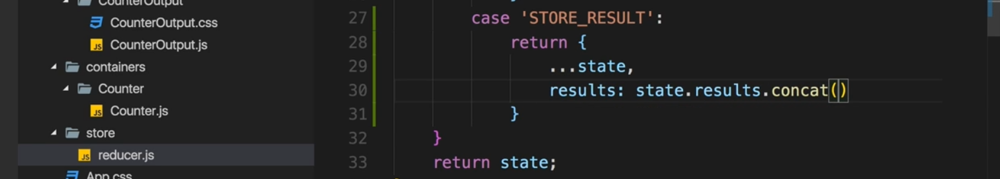 CounterOutput
CounterOutput.css
CounterOutput.js
containers
Counter
Counter.js
store
reducer.js
App.css
27 case 'STORE_RESULT':
28 return {
29 ...state,
30 results: state.results.concat()
31 }
32 }
33 return state;